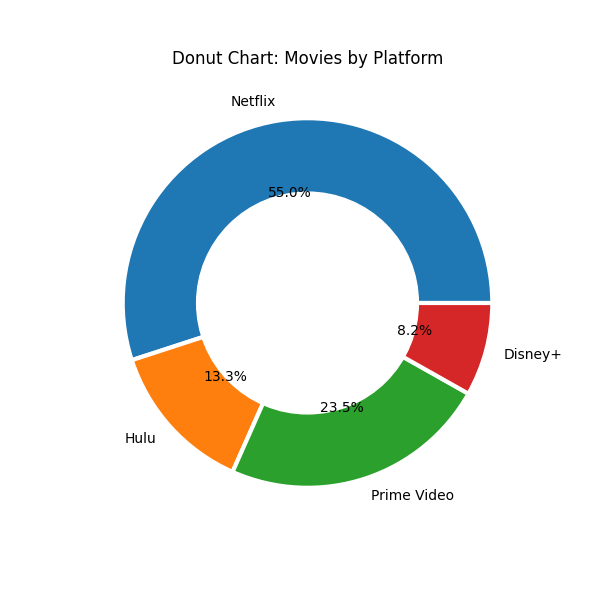 Donut Chart: Movies by Platform
Netflix
55.0%
8.2%
Disney+
13.3%
23.5%
Hulu
Prime Video